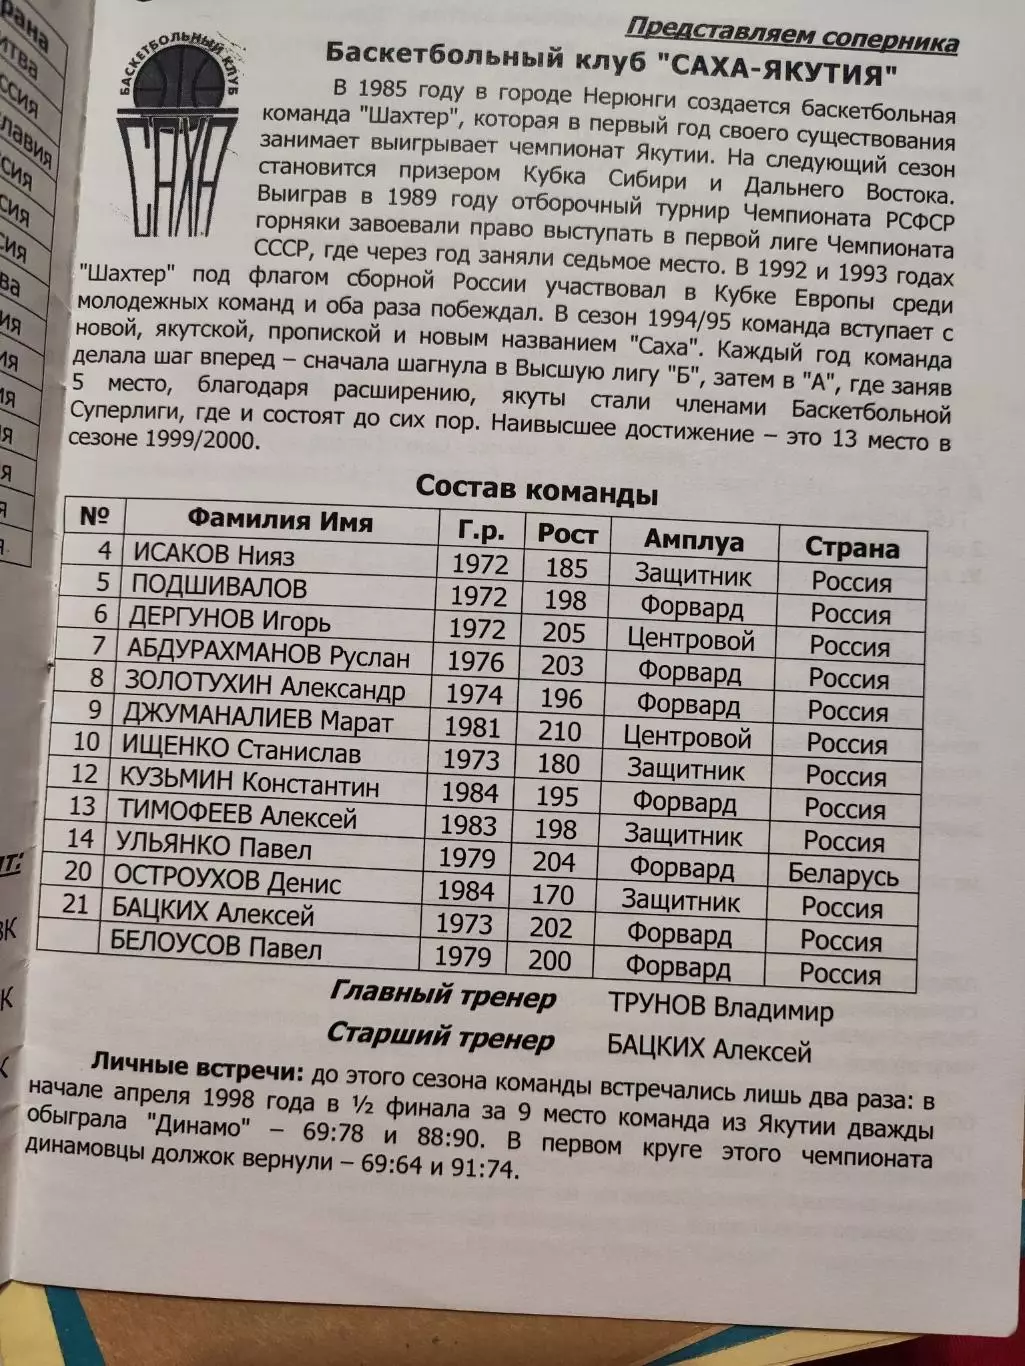 Представляем соперника
БАСКЕТБОЛЬНЫЙ КЛУБ
САХА
Баскетбольный клуб "САХА-ЯКУТИЯ"
В 1985 году в городе Нерюнги создается баскетбольная
команда "Шахтер", которая в первый год своего существования
занимает выигрывает чемпионат Якутии. На следующий сезон
становится призером Кубка Сибири и Дальнего Востока.
Выиграв в 1989 году отборочный турнир Чемпионата РСФСР
горняки завоевали право выступать в первой лиге Чемпионата
СССР, где через год заняли седьмое место. В 1992 и 1993 годах
"Шахтер" под флагом сборной России участвовал в Кубке Европы среди
молодежных команд и оба раза побеждал. В сезон 1994/95 команда вступает с
новой, якутской, пропиской и новым названием "Саха". Каждый год команда
делала шаг вперед – сначала шагнула в Высшую лигу "Б", затем в "А", где заняв
5 место, благодаря расширению, якуты стали членами Баскетбольной
Суперлиги, где и состоят до сих пор. Наивысшее достижение – это 13 место в
сезоне 1999/2000.
Состав команды
№ Фамилия Имя Г.р. Рост Амплуа Страна
4 ИСАКОВ Нияз 1972 185 Защитник Россия
5 ПОДШИВАЛОВ 1972 198 Форвард Россия
6 ДЕРГУНОВ Игорь 1972 205 Центровой Россия
7 АБДУРАХМАНОВ Руслан 1976 203 Форвард Россия
8 ЗОЛОТУХИН Александр 1974 196 Форвард Россия
9 ДЖУМАНАЛИЕВ Марат 1981 210 Центровой Россия
10 ИЩЕНКО Станислав 1973 180 Защитник Россия
12 КУЗЬМИН Константин 1984 195 Форвард Россия
13 ТИМОФЕЕВ Алексей 1983 198 Защитник Россия
14 УЛЬЯНКО Павел 1979 204 Форвард Беларусь
20 ОСТРОУХОВ Денис 1984 170 Защитник Россия
21 БАЦКИХ Алексей 1973 202 Форвард Россия
БЕЛОУСОВ Павел 1979 200 Форвард Россия
Главный тренер ТРУНОВ Владимир
Старший тренер БАЦКИХ Алексей
Личные встречи: до этого сезона команды встречались лишь два раза: в
начале апреля 1998 года в ½ финала за 9 место команда из Якутии дважды
обыграла "Динамо" – 69:78 и 88:90. В первом круге этого чемпионата
динамовцы должок вернули – 69:64 и 91:74.